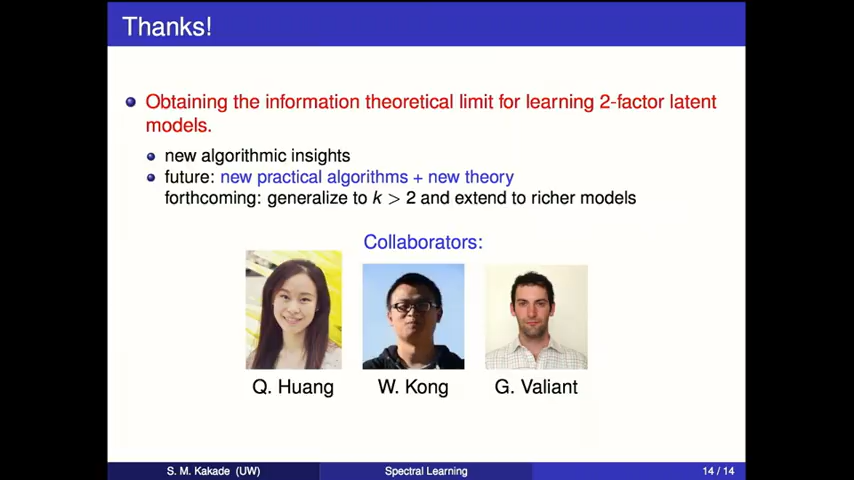 Thanks!
Obtaining the information theoretical limit for learning 2-factor latent
models.
new algorithmic insights
future: new practical algorithms + new theory
forthcoming: generalize to k > 2 and extend to richer models
Collaborators:
Q. Huang W. Kong G. Valiant
S. M. Kakade (UW) Spectral Learning 14 / 14